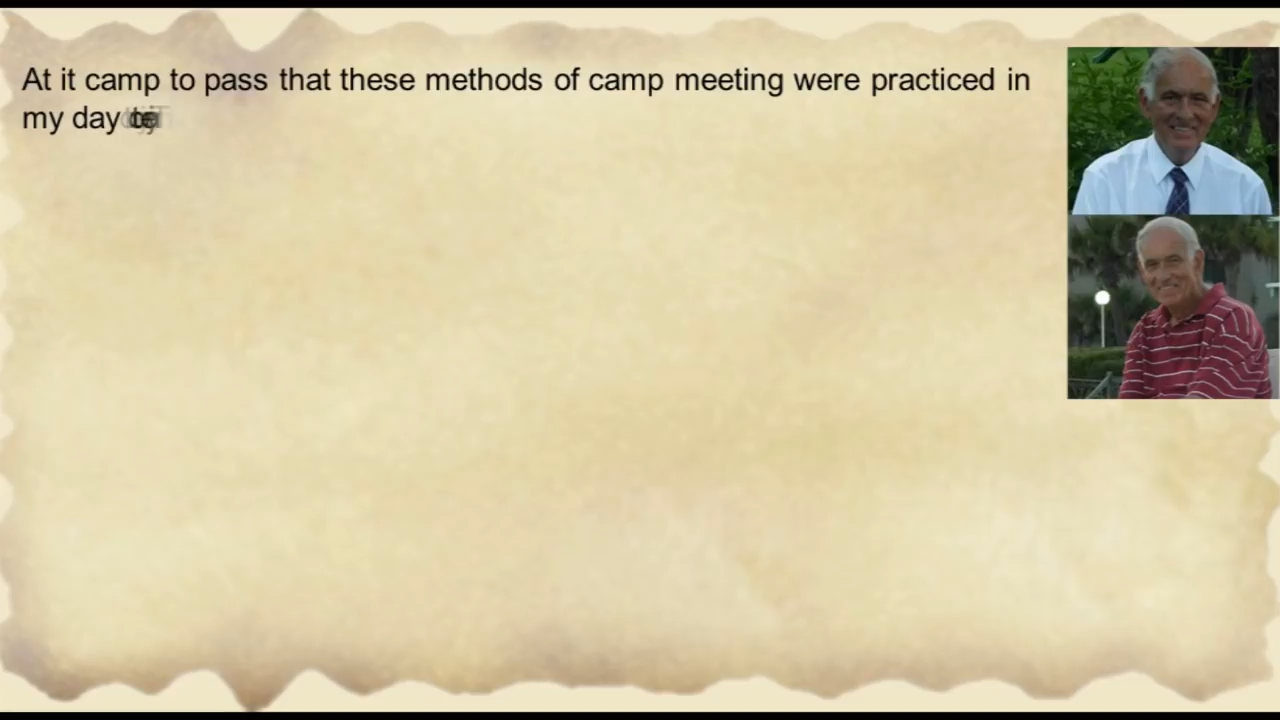 At it camp to pass that these methods of camp meeting were practiced in
my day